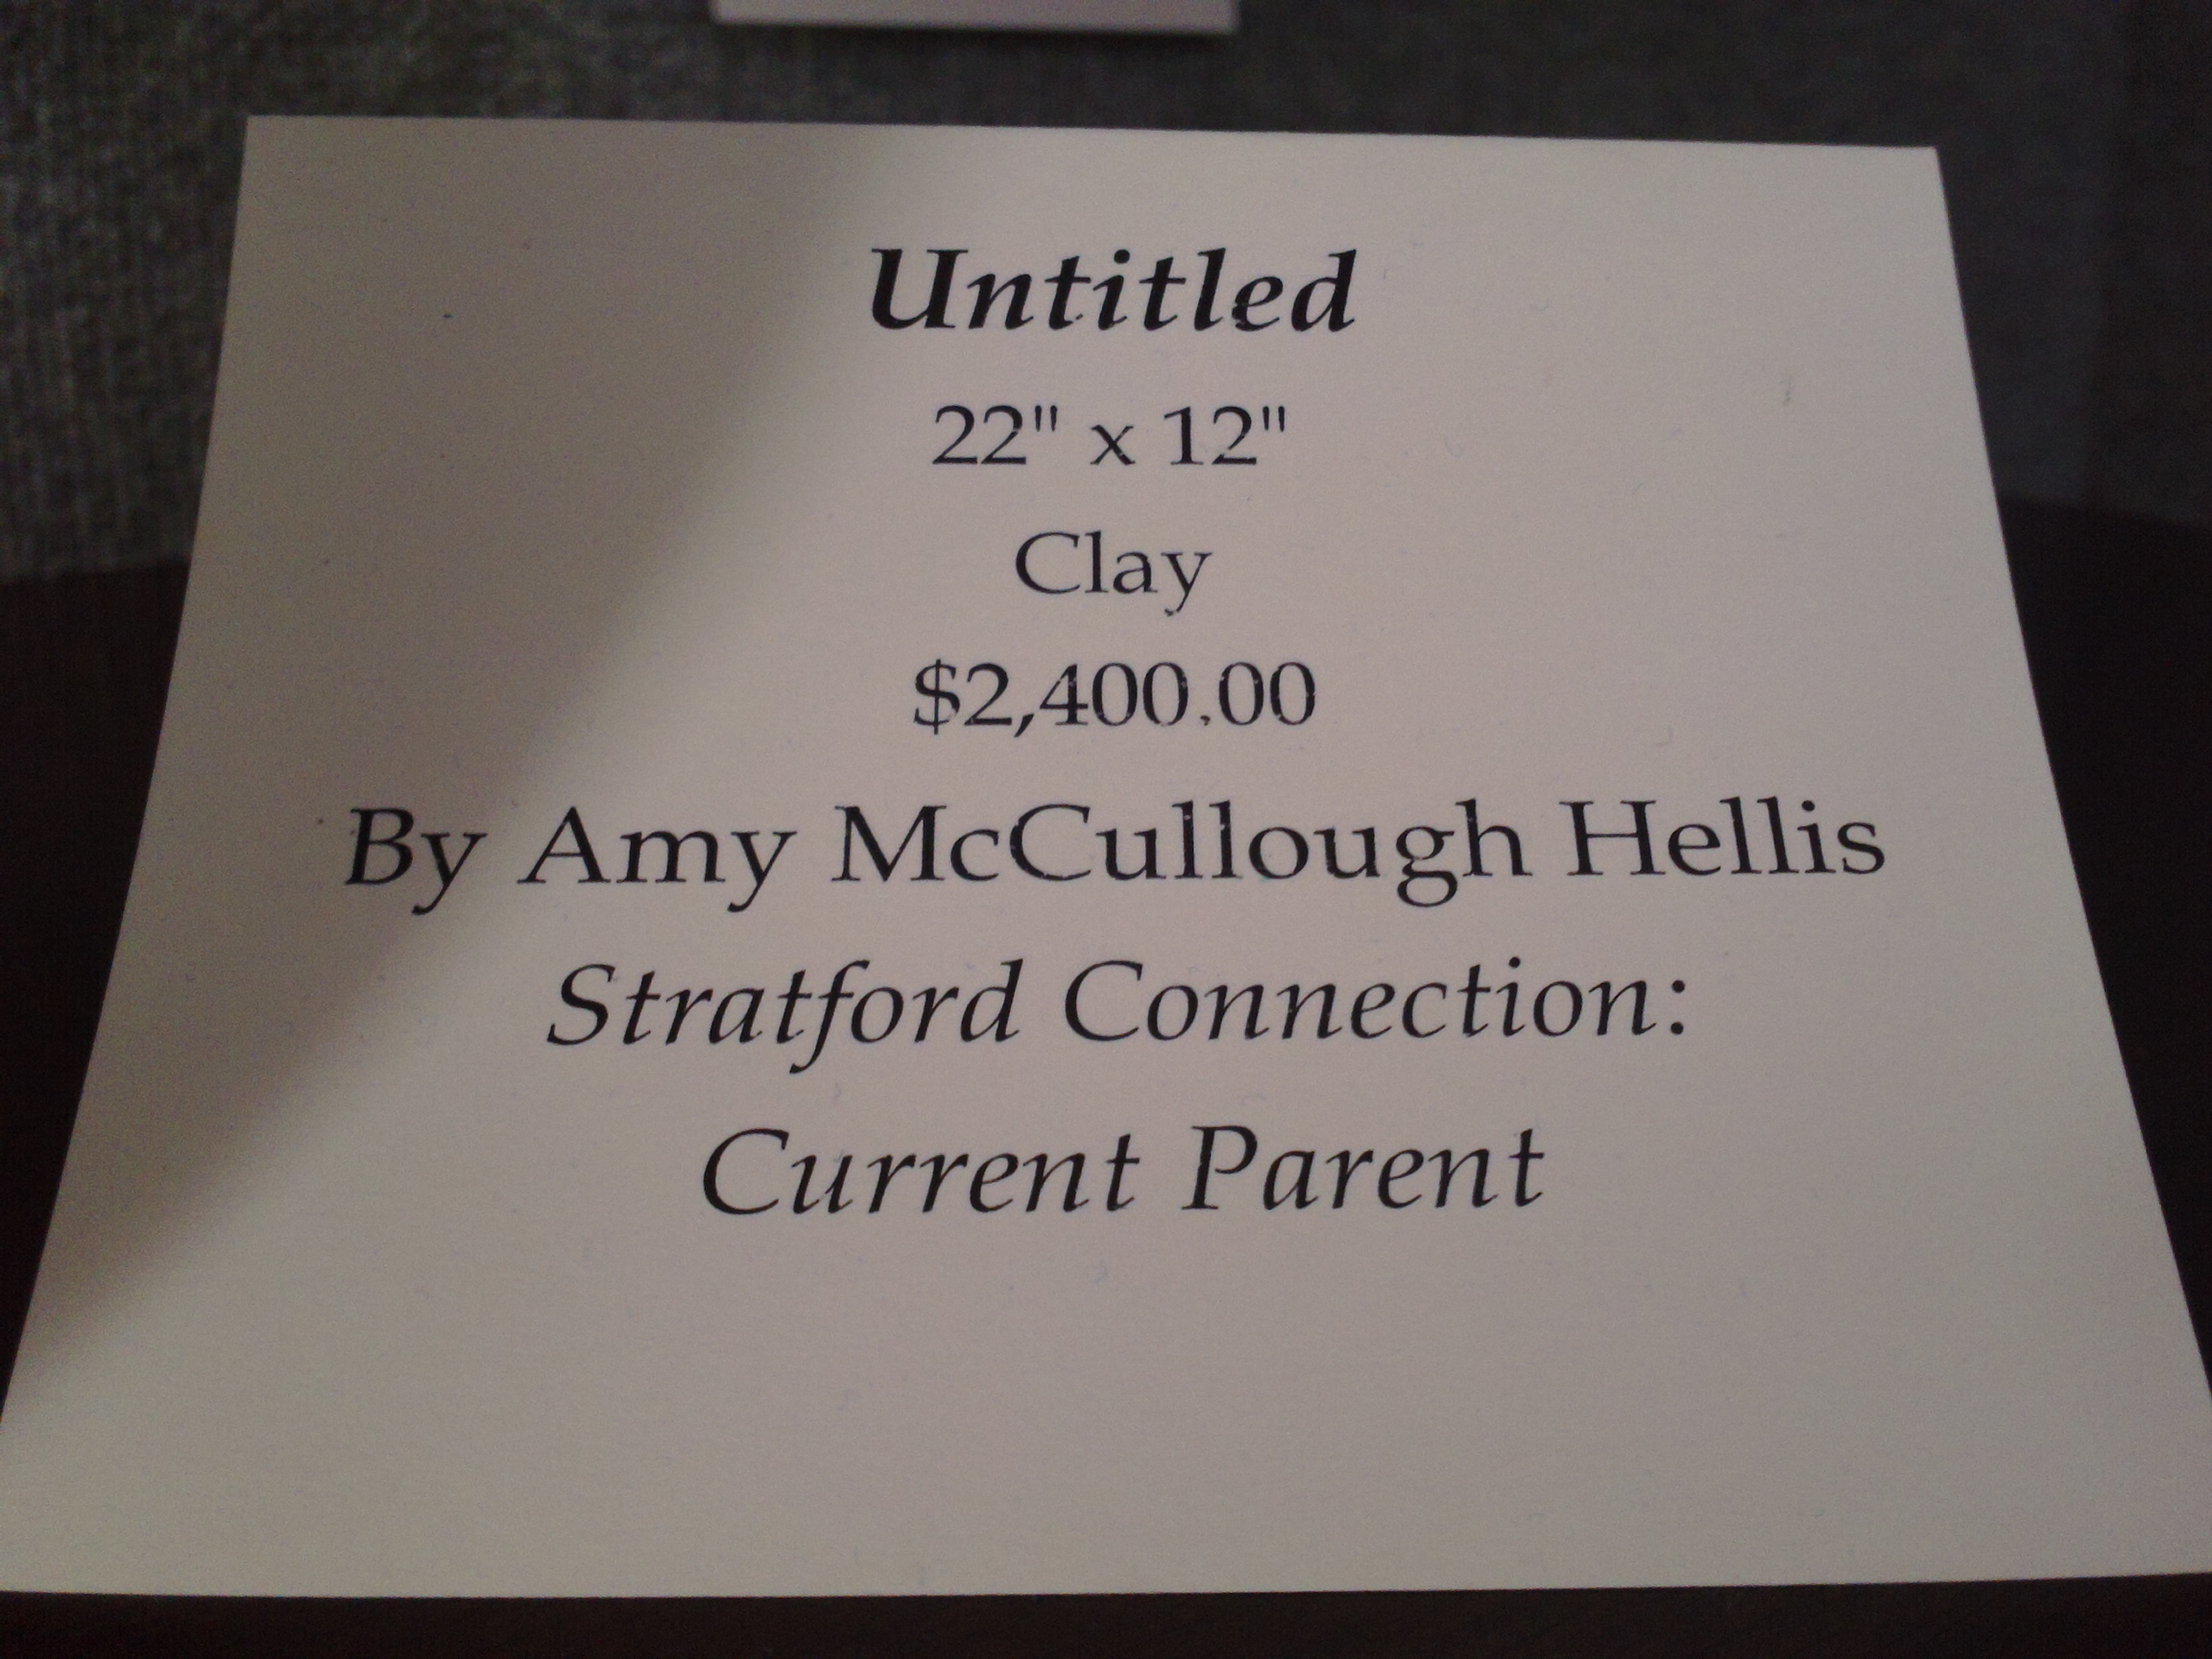 Untitled
22" x 12"
Clay
$2,400.00
By Amy McCullough Hellis
Stratford Connection:
Current Parent